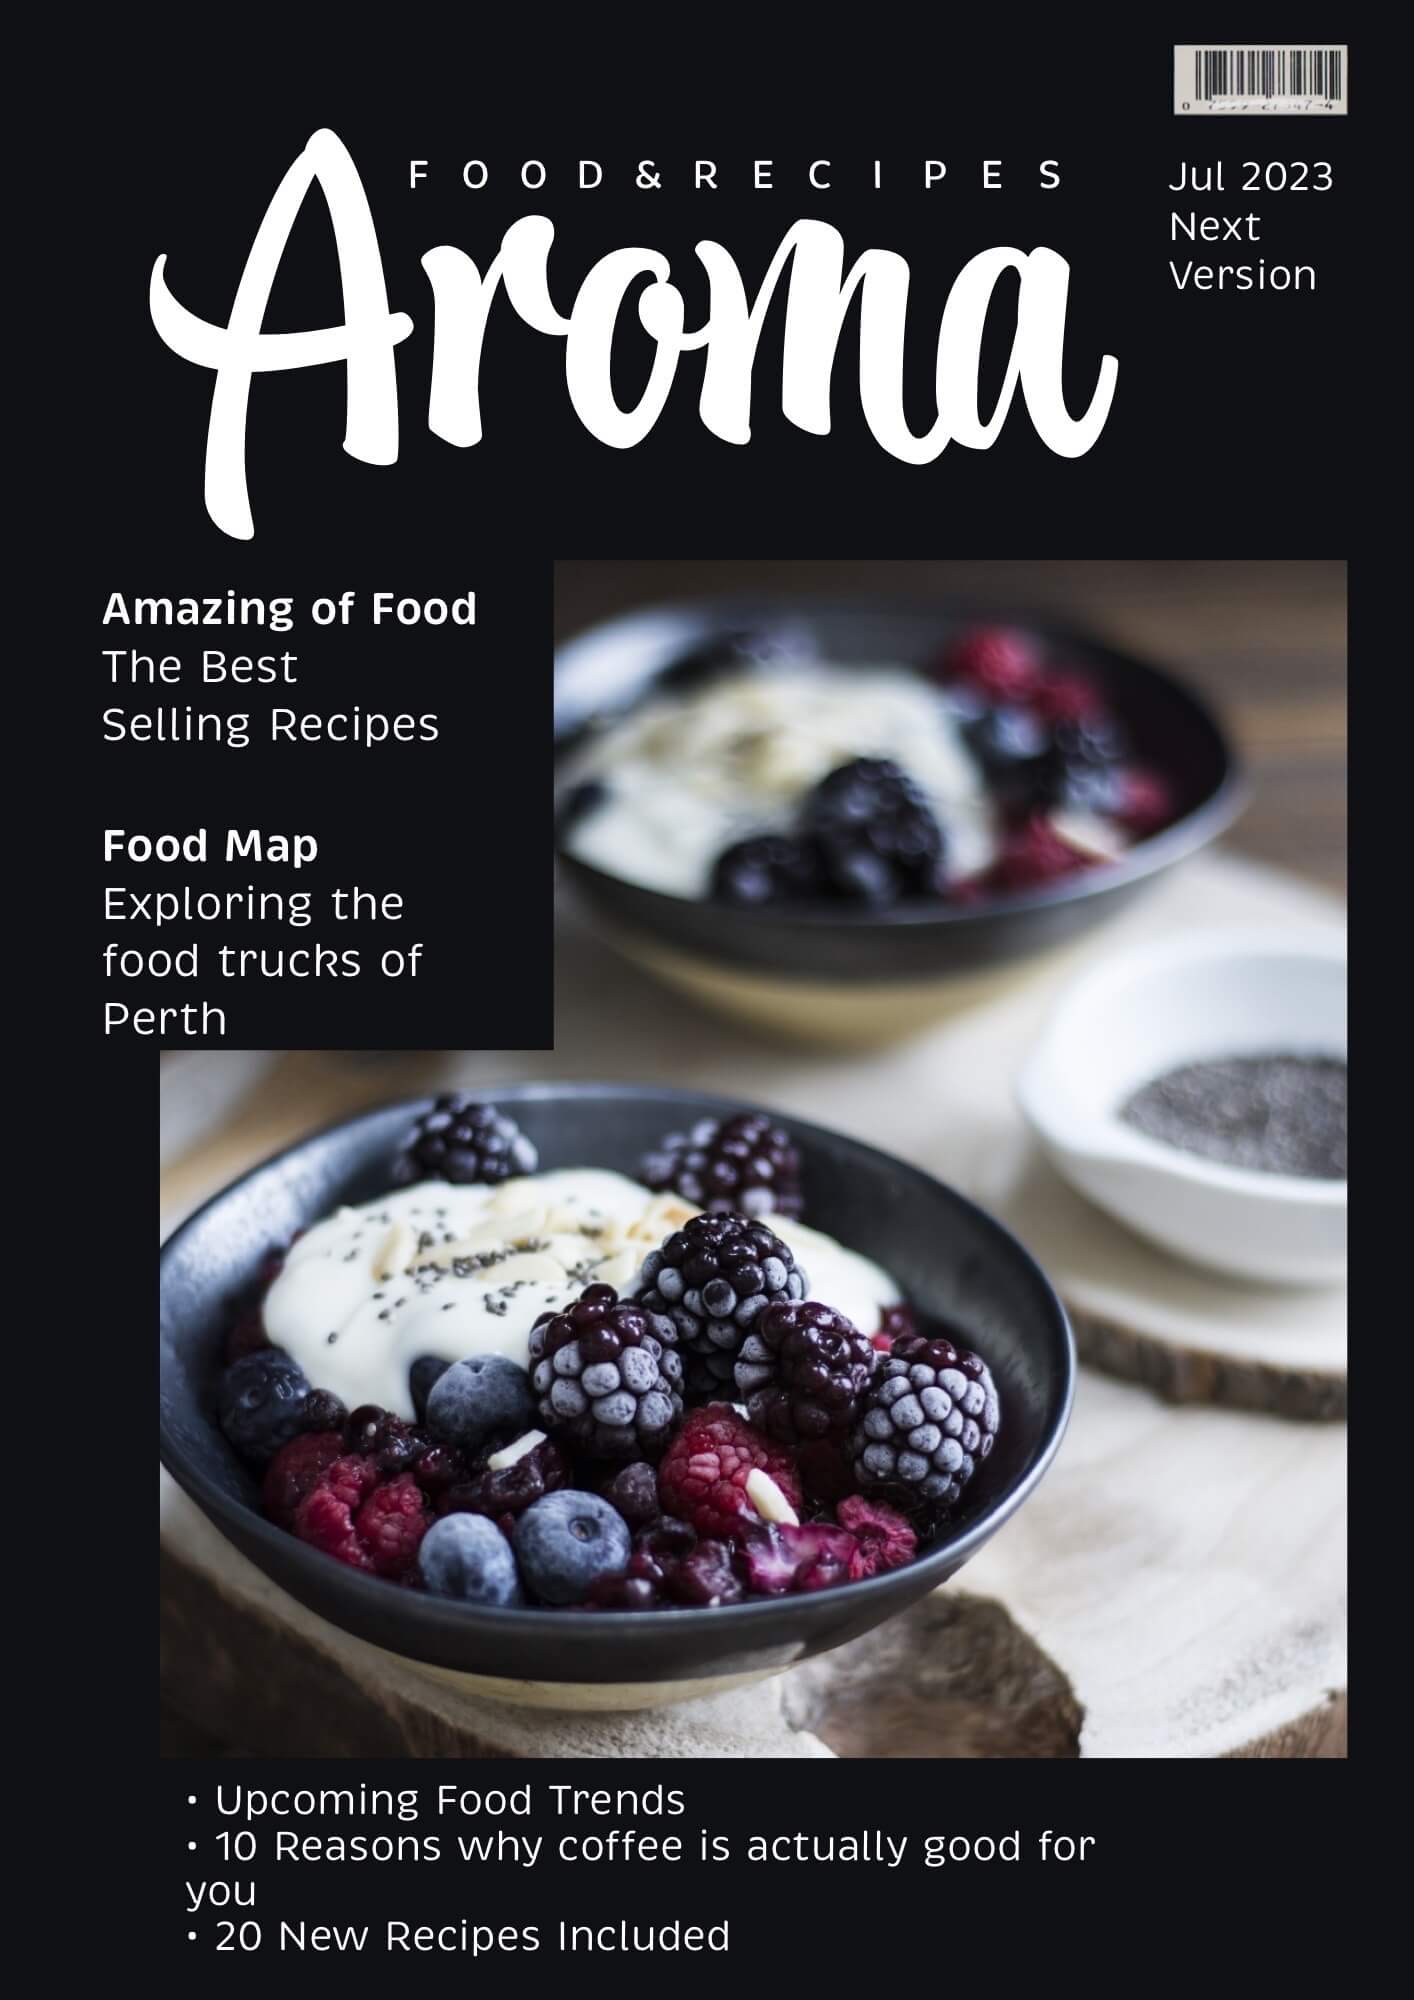 FOOD&RECIPES
Aroma
Jul 2023
Next
Version
Amazing of Food
The Best
Selling Recipes
Food Map
Exploring the
food trucks of
Perth
• Upcoming Food Trends
• 10 Reasons why coffee is actually good for
you
• 20 New Recipes Included